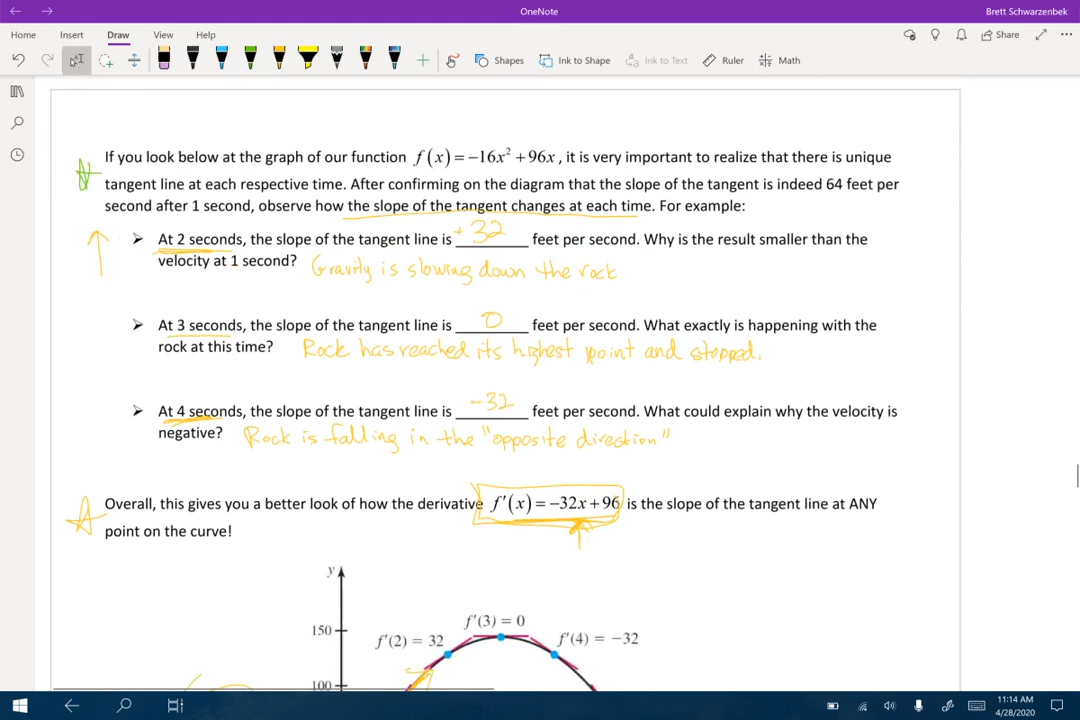 OneNote
Brett Schwarzenbek
Home Insert Draw View Help Share
Shapes Ink to Shape Ink to Text Ruler Math
If you look below at the graph of our function f(x) = −16x² + 96x, it is very important to realize that there is unique
tangent line at each respective time. After confirming on the diagram that the slope of the tangent is indeed 64 feet per
second after 1 second, observe how the slope of the tangent changes at each time. For example:
➢ At 2 seconds, the slope of the tangent line is +32 feet per second. Why is the result smaller than the
velocity at 1 second? Gravity is slowing down the rock
➢ At 3 seconds, the slope of the tangent line is 0 feet per second. What exactly is happening with the
rock at this time? Rock has reached its highest point and stopped.
➢ At 4 seconds, the slope of the tangent line is -32 feet per second. What could explain why the velocity is
negative? Rock is falling in the "opposite direction"
Overall, this gives you a better look of how the derivative f'(x) = −32x + 96 is the slope of the tangent line at ANY
point on the curve!
y
f'(3) = 0
150
f'(2) = 32
f'(4) = −32
100
11:14 AM
4/28/2020